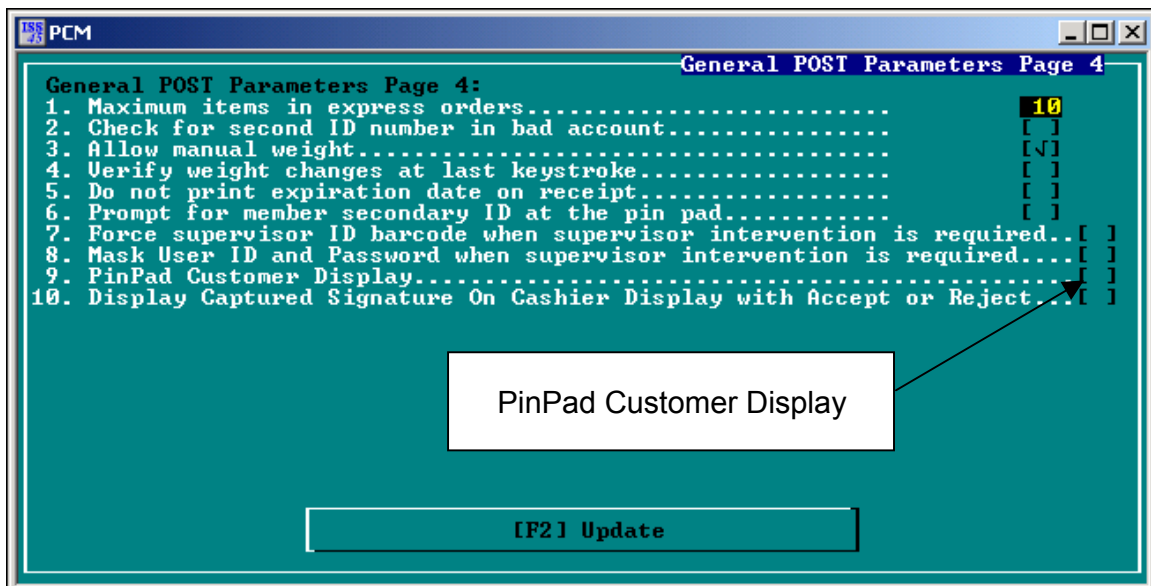 ISS 45 PCM
General POST Parameters Page 4
General POST Parameters Page 4:
1. Maximum items in express orders............................. 10
2. Check for second ID number in bad account................. [ ]
3. Allow manual weight.......................................... [√]
4. Verify weight changes at last keystroke................... [ ]
5. Do not print expiration date on receipt................... [ ]
6. Prompt for member secondary ID at the pin pad............ [ ]
7. Force supervisor ID barcode when supervisor intervention is required..[ ]
8. Mask User ID and Password when supervisor intervention is required....[ ]
9. PinPad Customer Display..................................................[ ]
10. Display Captured Signature On Cashier Display with Accept or Reject...[ ]
PinPad Customer Display
[F2] Update